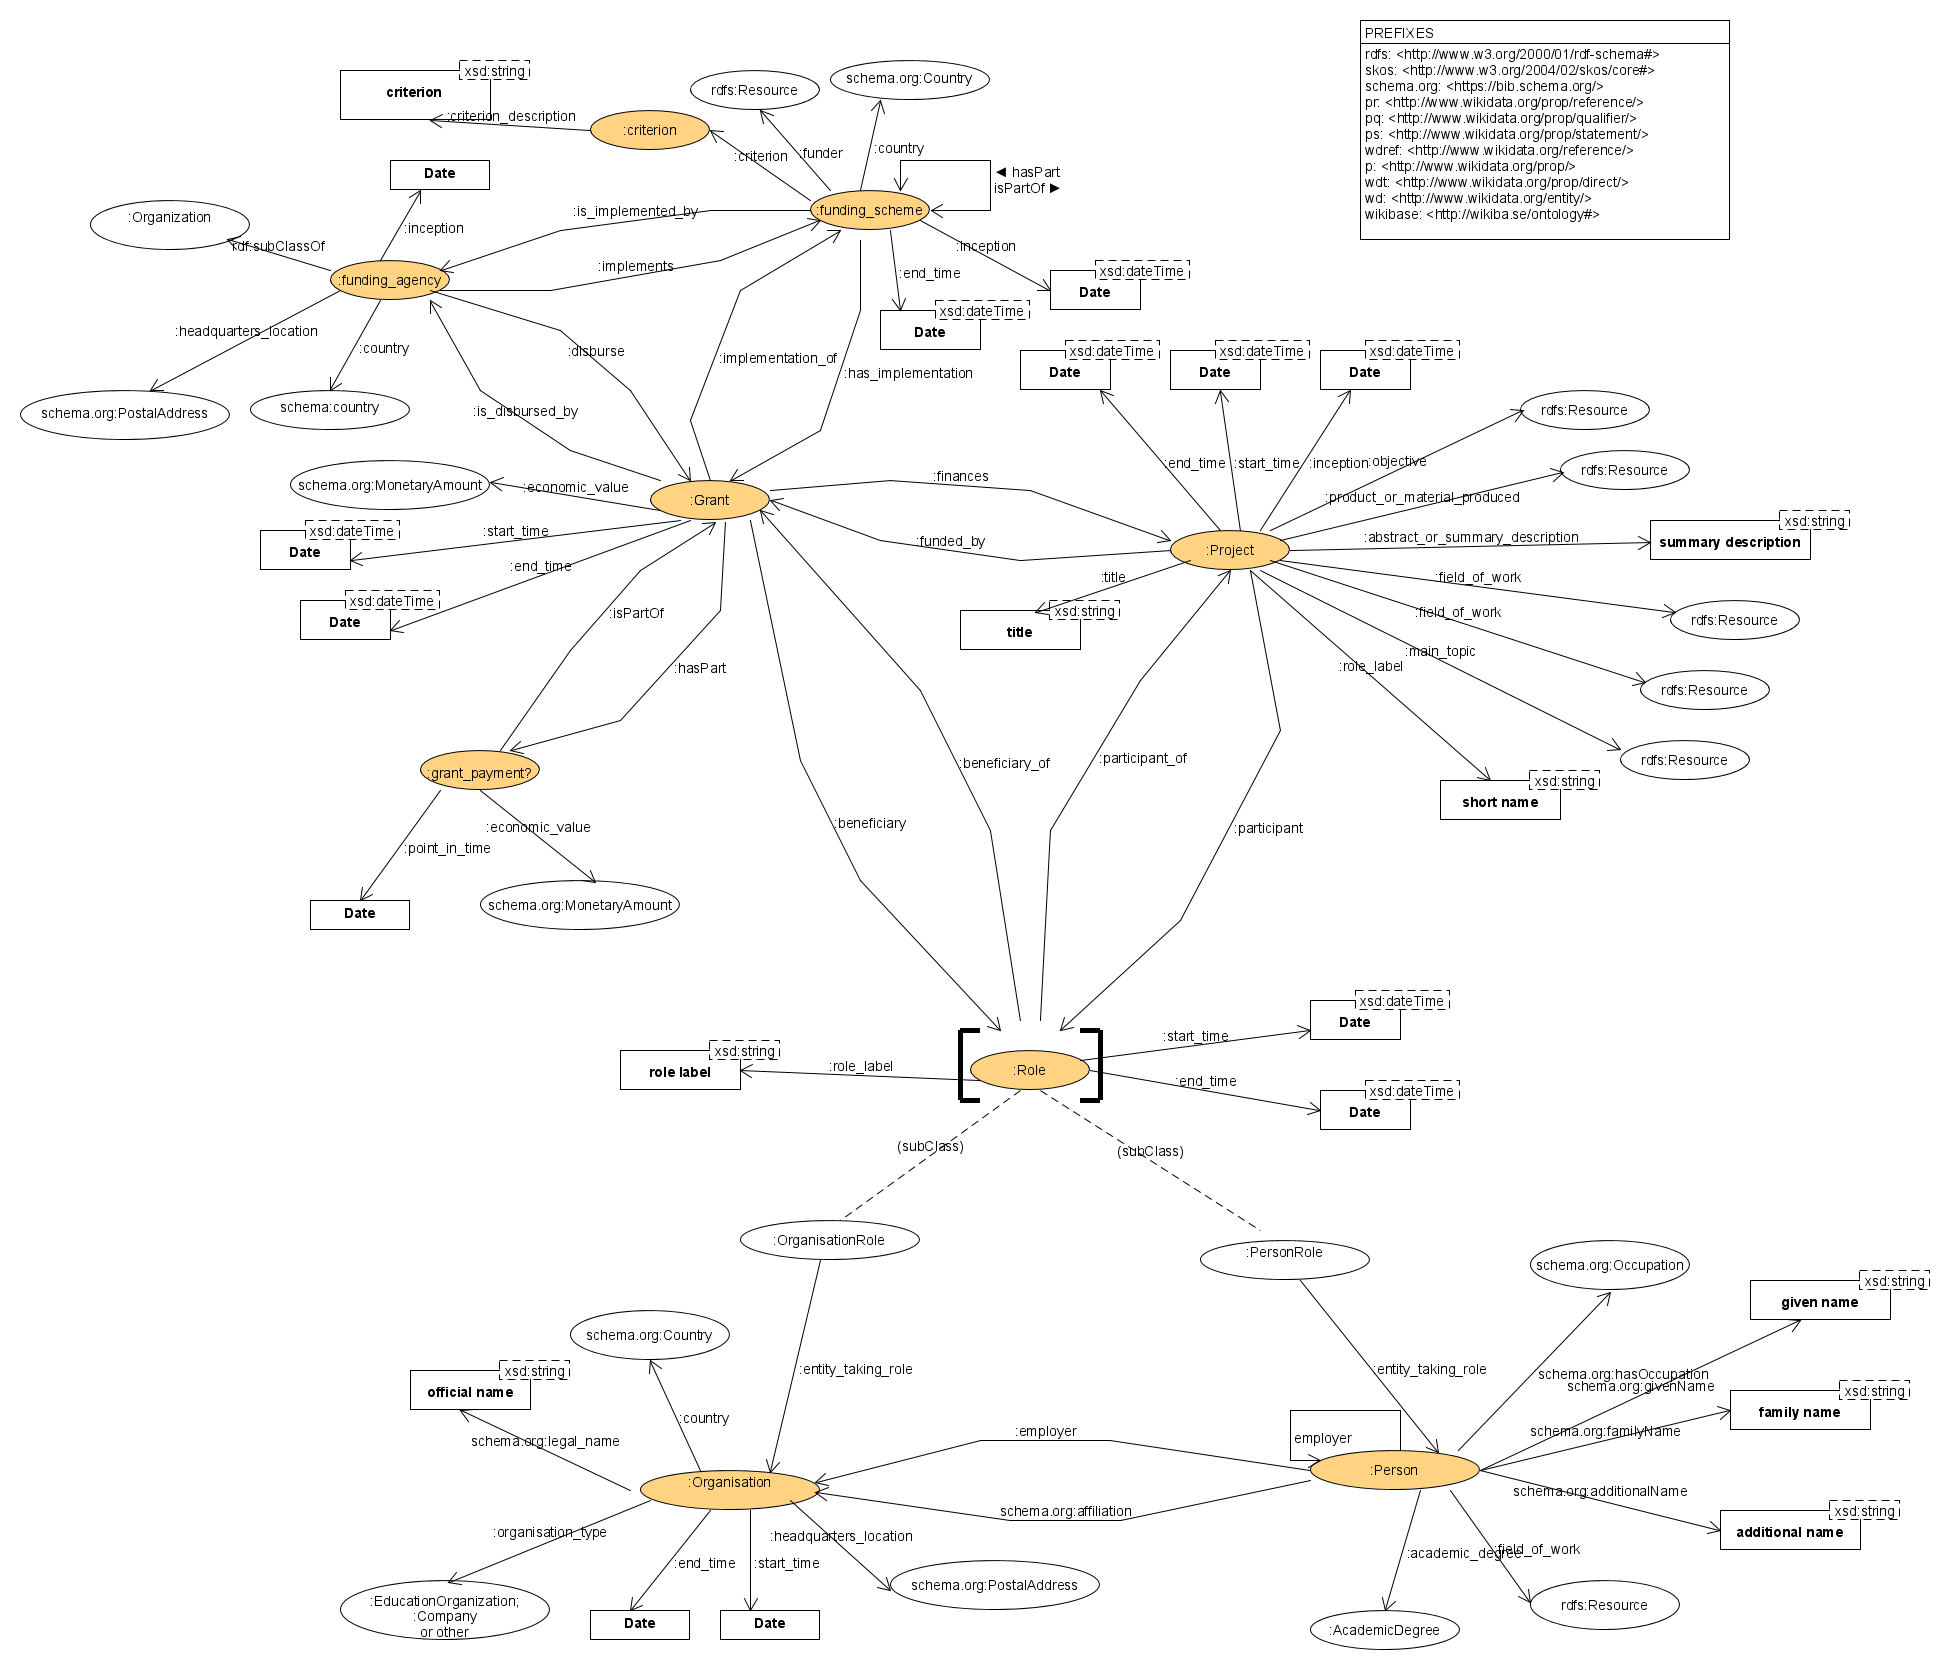 PREFIXES
rdfs: <http://www.w3.org/2000/01/rdf-schema#>
skos: <http://www.w3.org/2004/02/skos/core#>
schema.org: <https://bib.schema.org/>
pr: <http://www.wikidata.org/prop/reference/>
pq: <http://www.wikidata.org/prop/qualifier/>
ps: <http://www.wikidata.org/prop/statement/>
wdref: <http://www.wikidata.org/reference/>
p: <http://www.wikidata.org/prop/>
wdt: <http://www.wikidata.org/prop/direct/>
wd: <http://www.wikidata.org/entity/>
wikibase: <http://wikiba.se/ontology#>
xsd:string
criterion
:criterion_description
:criterion
rdfs:Resource
schema.org:Country
:criterion
:funder
:country
◄ hasPart
isPartOf ►
:funding_scheme
Date
:Organization
:inception
rdf:subClassOf
:funding_agency
:is_implemented_by
:implements
:end_time
:inception
xsd:dateTime
Date
xsd:dateTime
Date
:headquarters_location
:country
schema.org:PostalAddress
schema:country
:disburse
:is_disbursed_by
:implementation_of
:has_implementation
xsd:dateTime
Date
xsd:dateTime
Date
xsd:dateTime
Date
rdfs:Resource
:end_time
:start_time
:inception
:objective
rdfs:Resource
:product_or_material_produced
schema.org:MonetaryAmount
:economic_value
:Grant
:finances
:funded_by
:Project
:abstract_or_summary_description
xsd:string
summary description
xsd:dateTime
Date
:start_time
:end_time
xsd:dateTime
Date
:title
xsd:string
title
:field_of_work
rdfs:Resource
:field_of_work
rdfs:Resource
:main_topic
rdfs:Resource
:role_label
xsd:string
short name
:isPartOf
:hasPart
:grant_payment?
:economic_value
:point_in_time
Date
schema.org:MonetaryAmount
:beneficiary
:beneficiary_of
:participant_of
:participant
xsd:string
role label
:role_label
:Role
:start_time
xsd:dateTime
Date
:end_time
xsd:dateTime
Date
(subClass)
(subClass)
:OrganisationRole
:PersonRole
schema.org:Occupation
xsd:string
given name
schema.org:Country
:entity_taking_role
:entity_taking_role
schema.org:hasOccupation
schema.org:givenName
xsd:string
official name
xsd:string
family name
:country
schema.org:legal_name
:employer
employer
schema.org:familyName
:Organisation
:Person
schema.org:affiliation
schema.org:additionalName
xsd:string
additional name
:organisation_type
:end_time
:start_time
:headquarters_location
:academic_degree
:field_of_work
:EducationOrganization;
:Company
or other
Date
Date
schema.org:PostalAddress
:AcademicDegree
rdfs:Resource